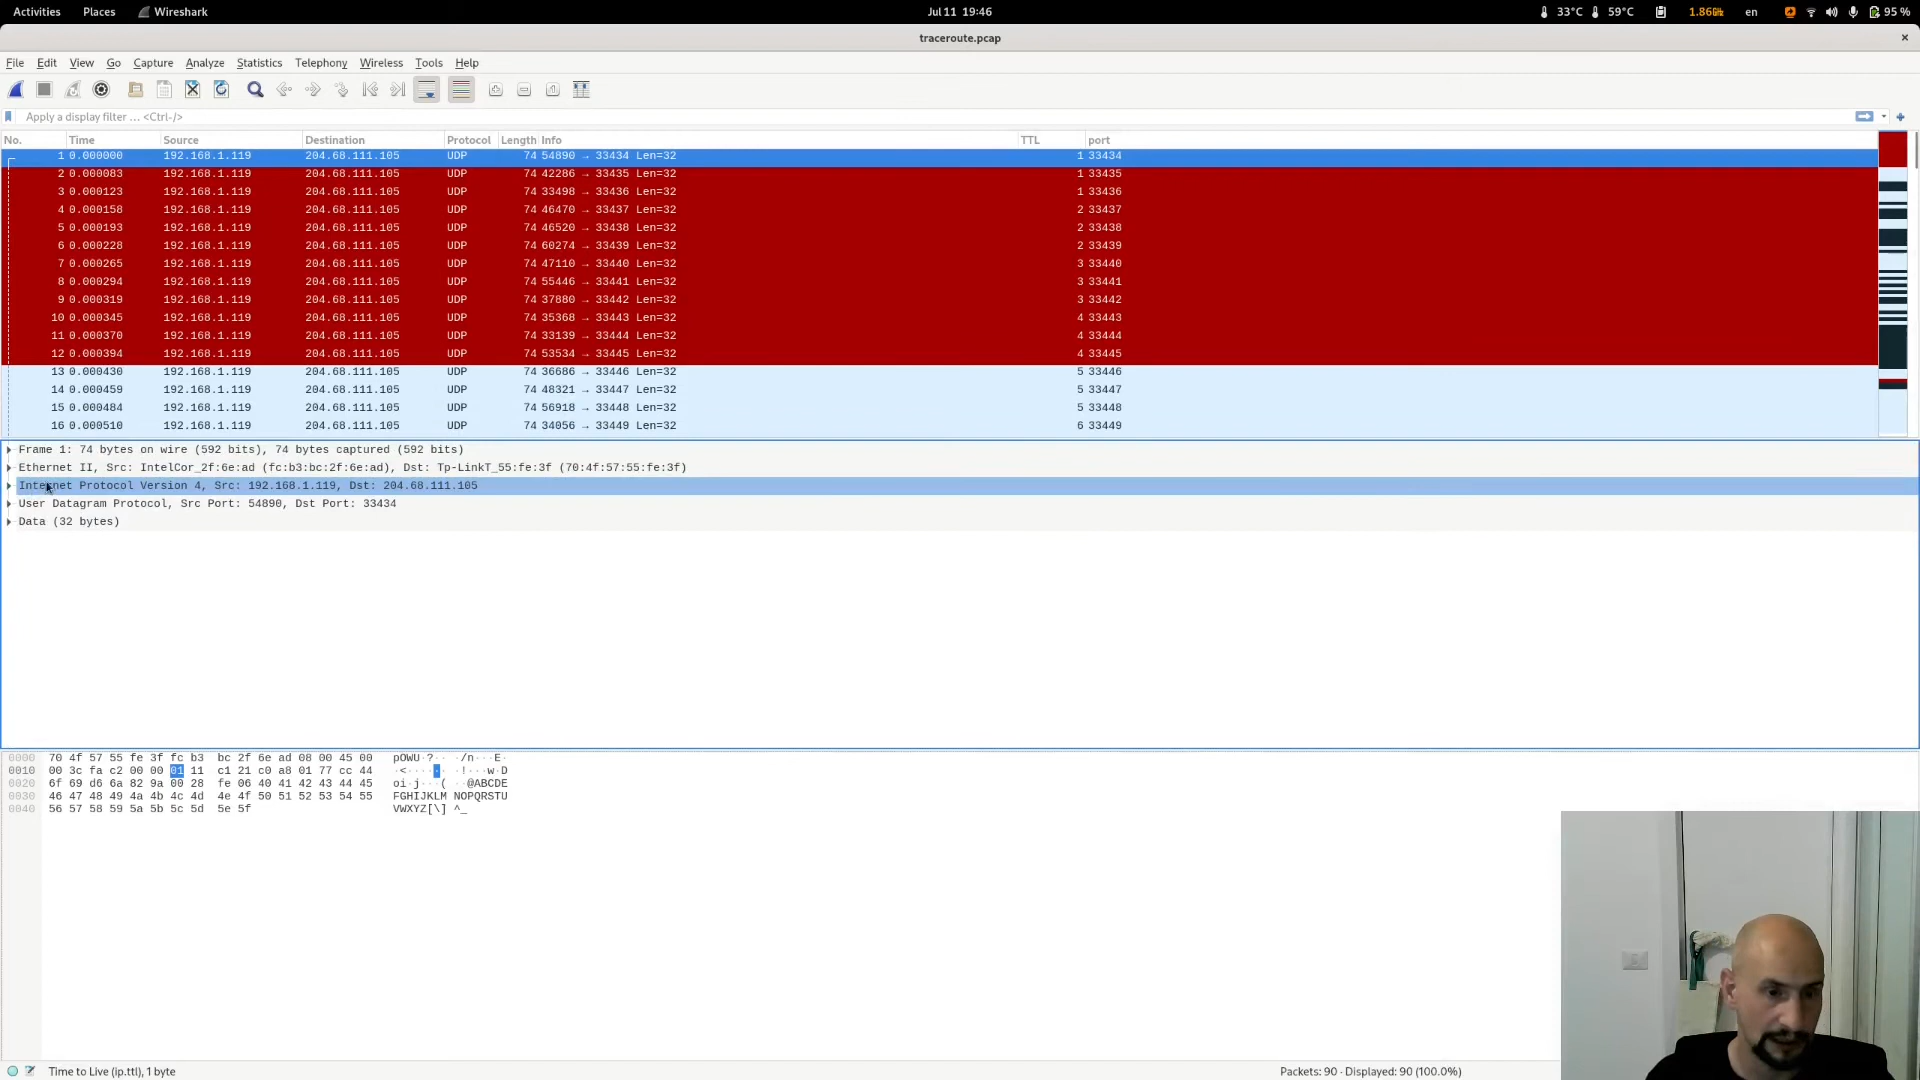 Activities Places Wireshark Jul 11 19:46 33°C 59°C 1.86GHz en 95 %
traceroute.pcap
File Edit View Go Capture Analyze Statistics Telephony Wireless Tools Help
Apply a display filter ... <Ctrl-/>
No. Time Source Destination Protocol Length Info TTL port
1 0.000000 192.168.1.119 204.68.111.105 UDP 74 54890 → 33434 Len=32 1 33434
2 0.000083 192.168.1.119 204.68.111.105 UDP 74 42286 → 33435 Len=32 1 33435
3 0.000123 192.168.1.119 204.68.111.105 UDP 74 33498 → 33436 Len=32 1 33436
4 0.000158 192.168.1.119 204.68.111.105 UDP 74 46470 → 33437 Len=32 2 33437
5 0.000193 192.168.1.119 204.68.111.105 UDP 74 46520 → 33438 Len=32 2 33438
6 0.000228 192.168.1.119 204.68.111.105 UDP 74 60274 → 33439 Len=32 2 33439
7 0.000265 192.168.1.119 204.68.111.105 UDP 74 47110 → 33440 Len=32 3 33440
8 0.000294 192.168.1.119 204.68.111.105 UDP 74 55446 → 33441 Len=32 3 33441
9 0.000319 192.168.1.119 204.68.111.105 UDP 74 37880 → 33442 Len=32 3 33442
10 0.000345 192.168.1.119 204.68.111.105 UDP 74 35368 → 33443 Len=32 4 33443
11 0.000370 192.168.1.119 204.68.111.105 UDP 74 33139 → 33444 Len=32 4 33444
12 0.000394 192.168.1.119 204.68.111.105 UDP 74 53534 → 33445 Len=32 4 33445
13 0.000430 192.168.1.119 204.68.111.105 UDP 74 36686 → 33446 Len=32 5 33446
14 0.000459 192.168.1.119 204.68.111.105 UDP 74 48321 → 33447 Len=32 5 33447
15 0.000484 192.168.1.119 204.68.111.105 UDP 74 56918 → 33448 Len=32 5 33448
16 0.000510 192.168.1.119 204.68.111.105 UDP 74 34056 → 33449 Len=32 6 33449
Frame 1: 74 bytes on wire (592 bits), 74 bytes captured (592 bits)
Ethernet II, Src: IntelCor_2f:6e:ad (fc:b3:bc:2f:6e:ad), Dst: Tp-LinkT_55:fe:3f (70:4f:57:55:fe:3f)
Internet Protocol Version 4, Src: 192.168.1.119, Dst: 204.68.111.105
User Datagram Protocol, Src Port: 54890, Dst Port: 33434
Data (32 bytes)
0000 70 4f 57 55 fe 3f fc b3 bc 2f 6e ad 08 00 45 00 pOWU·?·· ·/n···E·
0010 00 3c fa c2 00 00 01 11 c1 21 c0 a8 01 77 cc 44 ·<······ ·!···w·D
0020 6f 69 d6 6a 82 9a 00 28 fe 06 40 41 42 43 44 45 oi·j···( ··@ABCDE
0030 46 47 48 49 4a 4b 4c 4d 4e 4f 50 51 52 53 54 55 FGHIJKLM NOPQRSTU
0040 56 57 58 59 5a 5b 5c 5d 5e 5f VWXYZ[\] ^_
Time to Live (ip.ttl), 1 byte Packets: 90 · Displayed: 90 (100.0%)